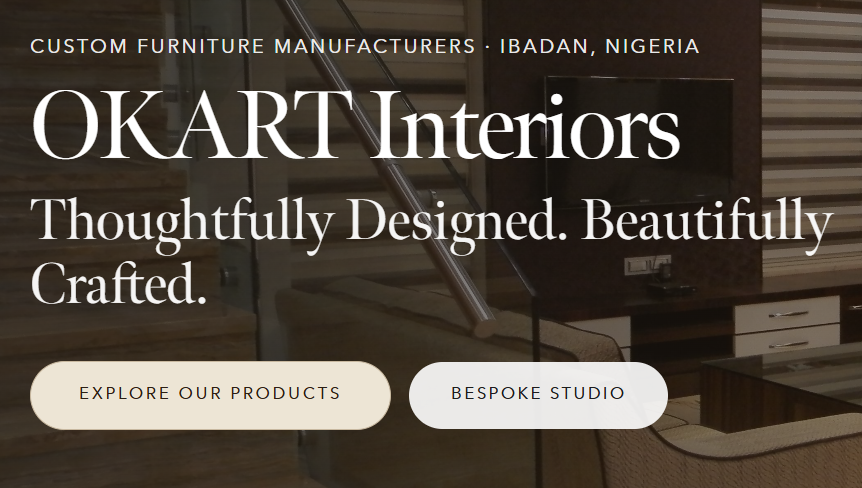 CUSTOM FURNITURE MANUFACTURERS · IBADAN, NIGERIA
OKART Interiors
Thoughtfully Designed. Beautifully
Crafted.
EXPLORE OUR PRODUCTS
BESPOKE STUDIO